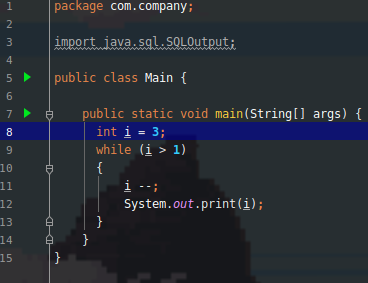 1 package com.company;
2
3 import java.sql.SQLOutput;
4
5 public class Main {
6
7 public static void main(String[] args) {
8 int i = 3;
9 while (i > 1)
10 {
11 i --;
12 System.out.print(i);
13 }
14 }
15 }